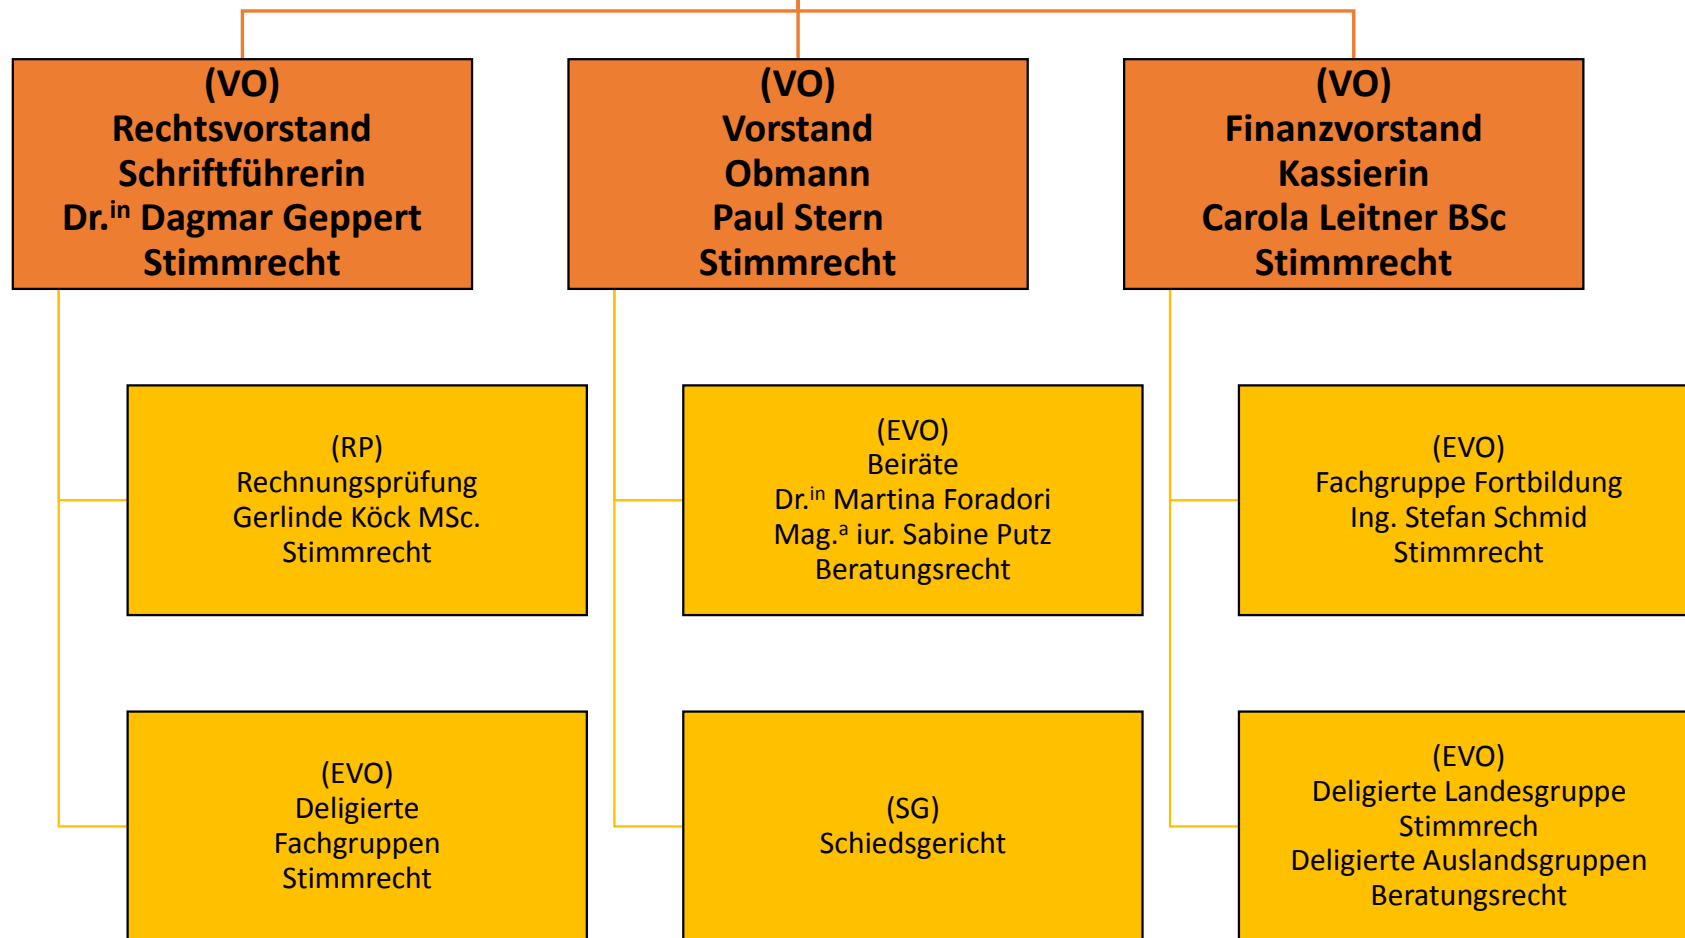 (VO)
Rechtsvorstand
Schriftführerin
Dr.ⁱⁿ Dagmar Geppert
Stimmrecht
(VO)
Vorstand
Obmann
Paul Stern
Stimmrecht
(VO)
Finanzvorstand
Kassierin
Carola Leitner BSc
Stimmrecht
(RP)
Rechnungsprüfung
Gerlinde Köck MSc.
Stimmrecht
(EVO)
Beiräte
Dr.ⁱⁿ Martina Foradori
Mag.ᵃ iur. Sabine Putz
Beratungsrecht
(EVO)
Fachgruppe Fortbildung
Ing. Stefan Schmid
Stimmrecht
(EVO)
Deligierte
Fachgruppen
Stimmrecht
(SG)
Schiedsgericht
(EVO)
Deligierte Landesgruppe
Stimmrech
Deligierte Auslandsgruppen
Beratungsrecht